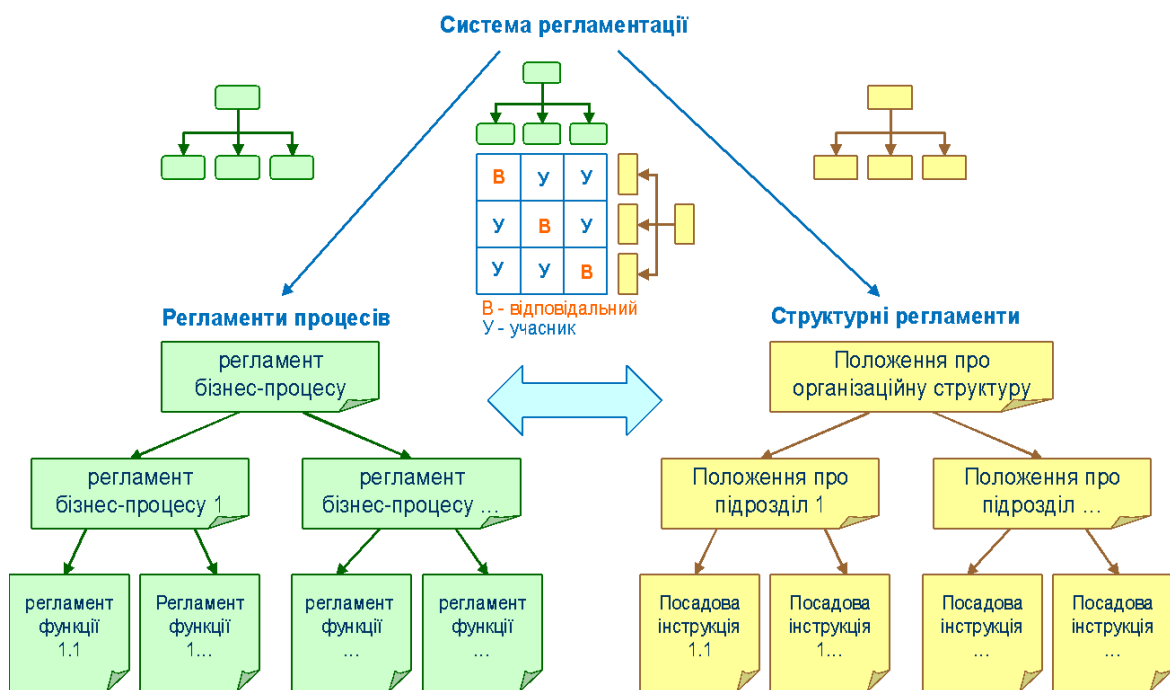 Система регламентації
В У У
У В У
У У В
В - відповідальний
У - учасник
Регламенти процесів
Структурні регламенти
регламент
бізнес-процесу
Положення про
організаційну структуру
регламент
бізнес-процесу 1
регламент
бізнес-процесу ...
Положення про
підрозділ 1
Положення про
підрозділ ...
регламент
функції
1.1
Регламент
функції
1...
регламент
функції
...
регламент
функції
...
Посадова
інструкція
1.1
Посадова
інструкція
1...
Посадова
інструкція
...
Посадова
інструкція
...